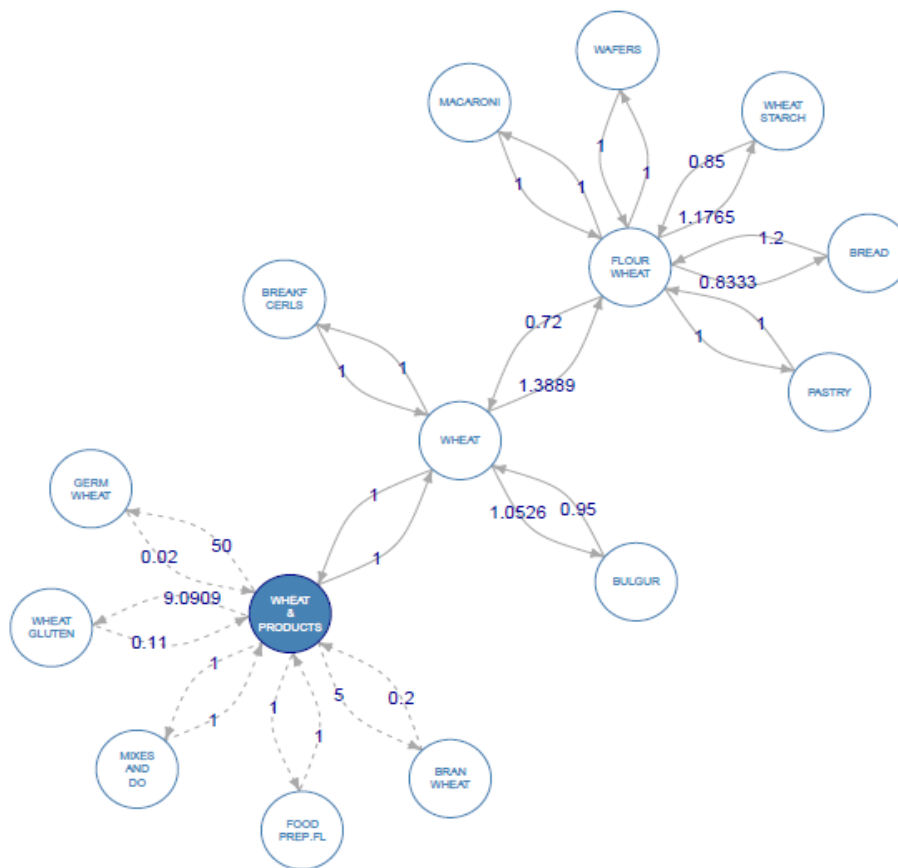 WAFERS
MACARONI
WHEAT
STARCH
1
1
0.85
1
1
1.1765
1.2
BREAD
FLOUR
WHEAT
0.8333
BREAKF
CERLS
0.72
1
1
PASTRY
1
1
1.3889
WHEAT
GERM
WHEAT
1
1.0526
0.95
50
0.02
1
BULGUR
9.0909
WHEAT
&
PRODUCTS
WHEAT
GLUTEN
0.11
1
1
5
0.2
1
1
MIXES
AND
DO
BRAN
WHEAT
FOOD
PREP.FL